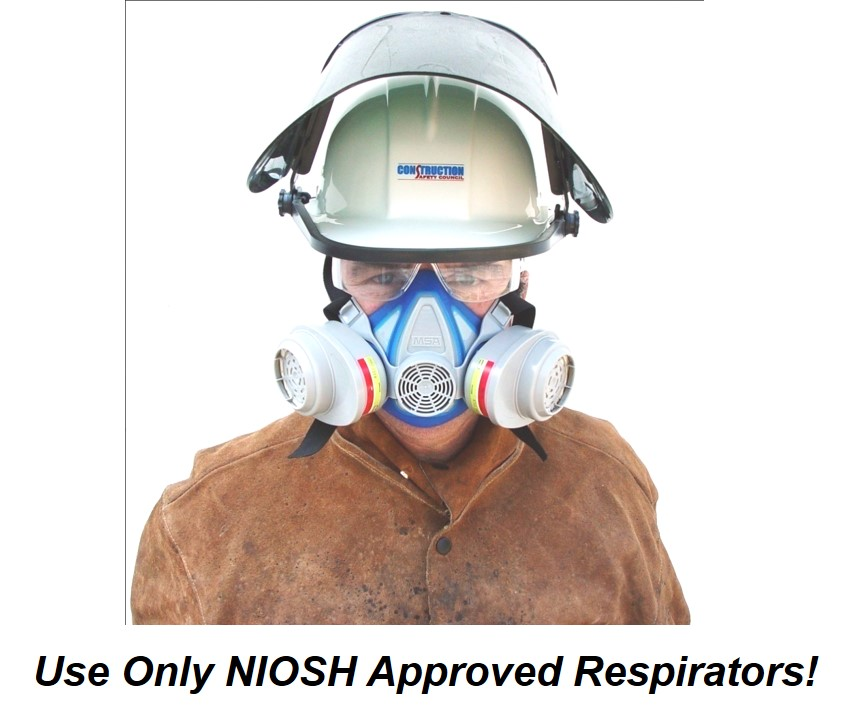 CONSTRUCTION
SAFETY COUNCIL
MSA
Use Only NIOSH Approved Respirators!